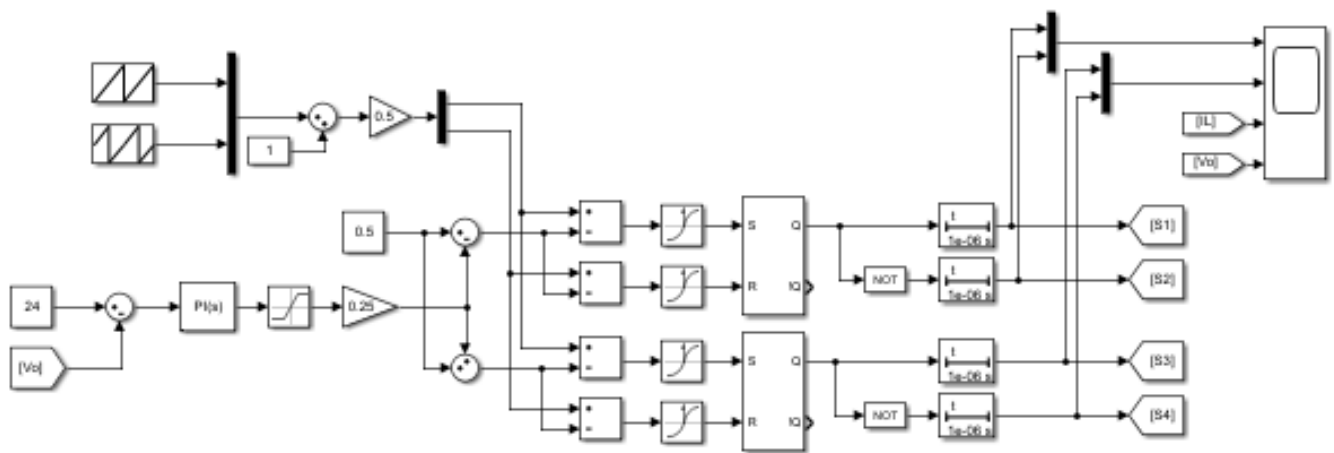 1
0.5
[IL]
[Vo]
0.5
24
PI(s)
0.25
[Vo]
S
Q
R
!Q
NOT
t
1e-06 s
t
1e-06 s
[S1]
[S2]
S
Q
R
!Q
NOT
t
1e-06 s
t
1e-06 s
[S3]
[S4]